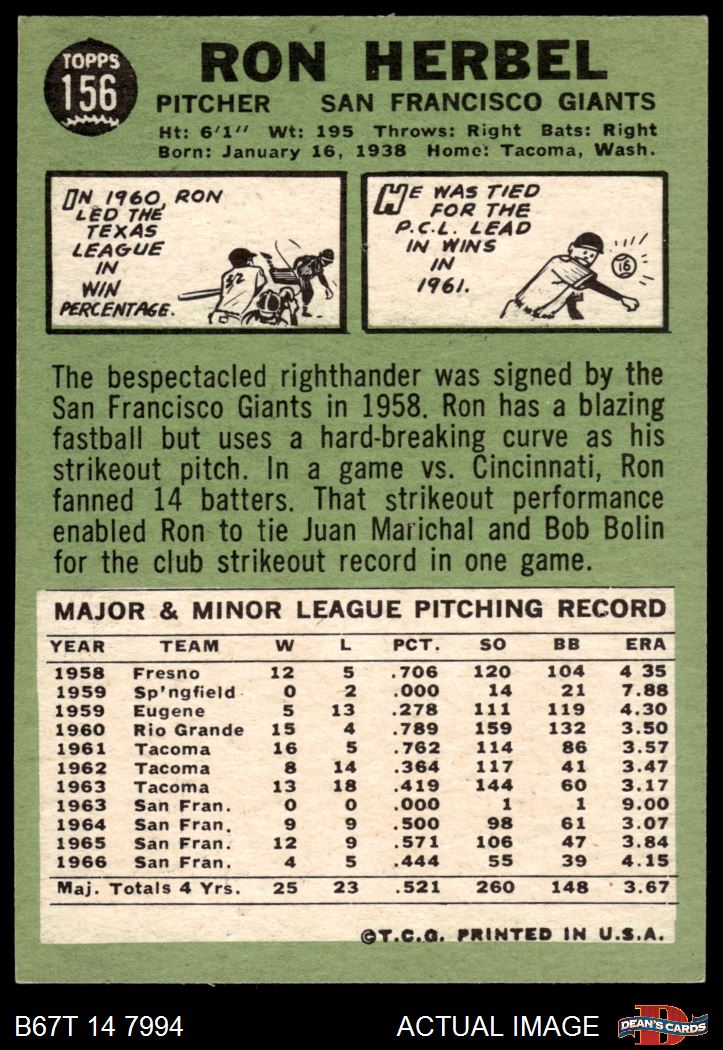 TOPPS
156
RON HERBEL
PITCHER SAN FRANCISCO GIANTS
Ht: 6'1" Wt: 195 Throws: Right Bats: Right
Born: January 16, 1938 Home: Tacoma, Wash.
IN 1960, RON
LED THE
TEXAS
LEAGUE
IN
WIN
PERCENTAGE.
HE WAS TIED
FOR THE
P.C.L. LEAD
IN WINS
IN
1961.
16
The bespectacled righthander was signed by the
San Francisco Giants in 1958. Ron has a blazing
fastball but uses a hard-breaking curve as his
strikeout pitch. In a game vs. Cincinnati, Ron
fanned 14 batters. That strikeout performance
enabled Ron to tie Juan Marichal and Bob Bolin
for the club strikeout record in one game.
MAJOR & MINOR LEAGUE PITCHING RECORD
YEAR TEAM W L PCT. SO BB ERA
1958 Fresno 12 5 .706 120 104 4 35
1959 Sp'ngfield 0 2 .000 14 21 7.88
1959 Eugene 5 13 .278 111 119 4.30
1960 Rio Grande 15 4 .789 159 132 3.50
1961 Tacoma 16 5 .762 114 86 3.57
1962 Tacoma 8 14 .364 117 41 3.47
1963 Tacoma 13 18 .419 144 60 3.17
1963 San Fran. 0 0 .000 1 1 9.00
1964 San Fran. 9 9 .500 98 61 3.07
1965 San Fran. 12 9 .571 106 47 3.84
1966 San Fran. 4 5 .444 55 39 4.15
Maj. Totals 4 Yrs. 25 23 .521 260 148 3.67
©T.C.G. PRINTED IN U.S.A.
B67T 14 7994 ACTUAL IMAGE DEAN'S CARDS